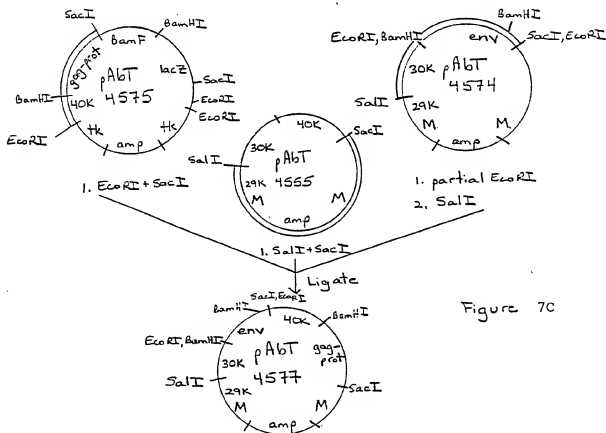 SacI
BamF
BamHI
gag-prot
lacZ
pAbT
4575
SacI
BamHI
40K
EcoRI
EcoRI
EcoRI
Hk
Hk
amp
1. EcoRI + SacI
40K
SacI
30K
pAbT
SalI
4555
29K
M
M
amp
1. SalI + SacI
BamHI
EcoRI, BamHI
env
SacI, EcoRI
30K
pAbT
4574
SalI
29K
M
M
amp
1. partial EcoRI
2. SalI
Ligate
SacI, EcoRI
BamHI
40K
BamHI
env
EcoRI, BamHI
pAbT
gag-
prot
30K
4577
SalI
SacI
29K
M
M
amp
Figure 7C